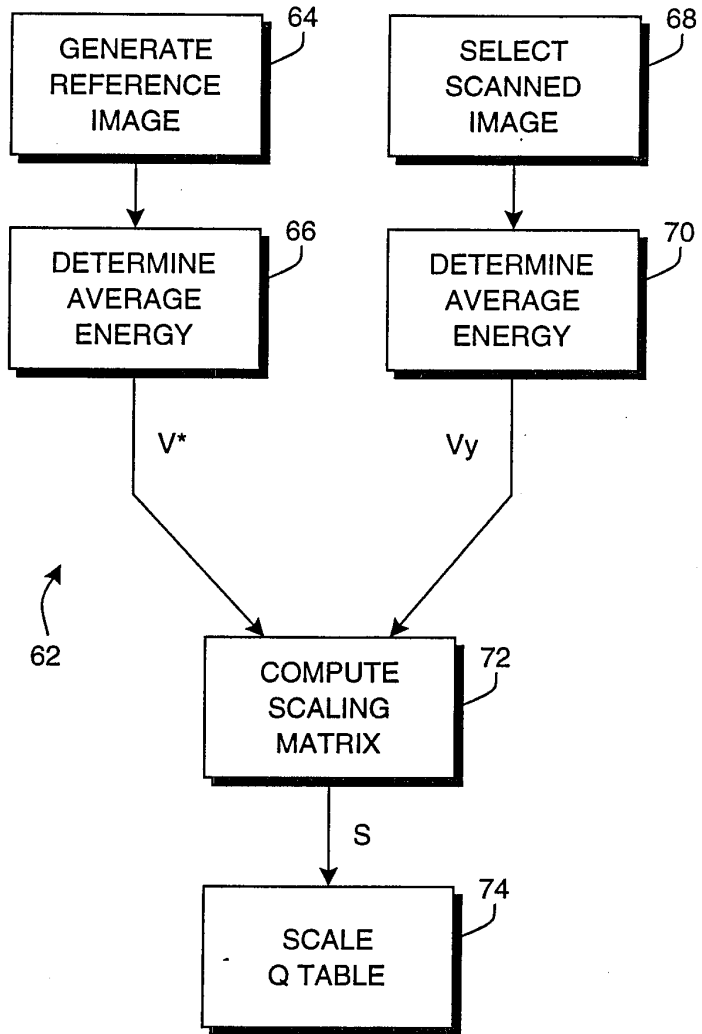 64
GENERATE
REFERENCE
IMAGE
68
SELECT
SCANNED
IMAGE
66
DETERMINE
AVERAGE
ENERGY
70
DETERMINE
AVERAGE
ENERGY
V*
Vy
62
72
COMPUTE
SCALING
MATRIX
S
74
SCALE
Q TABLE